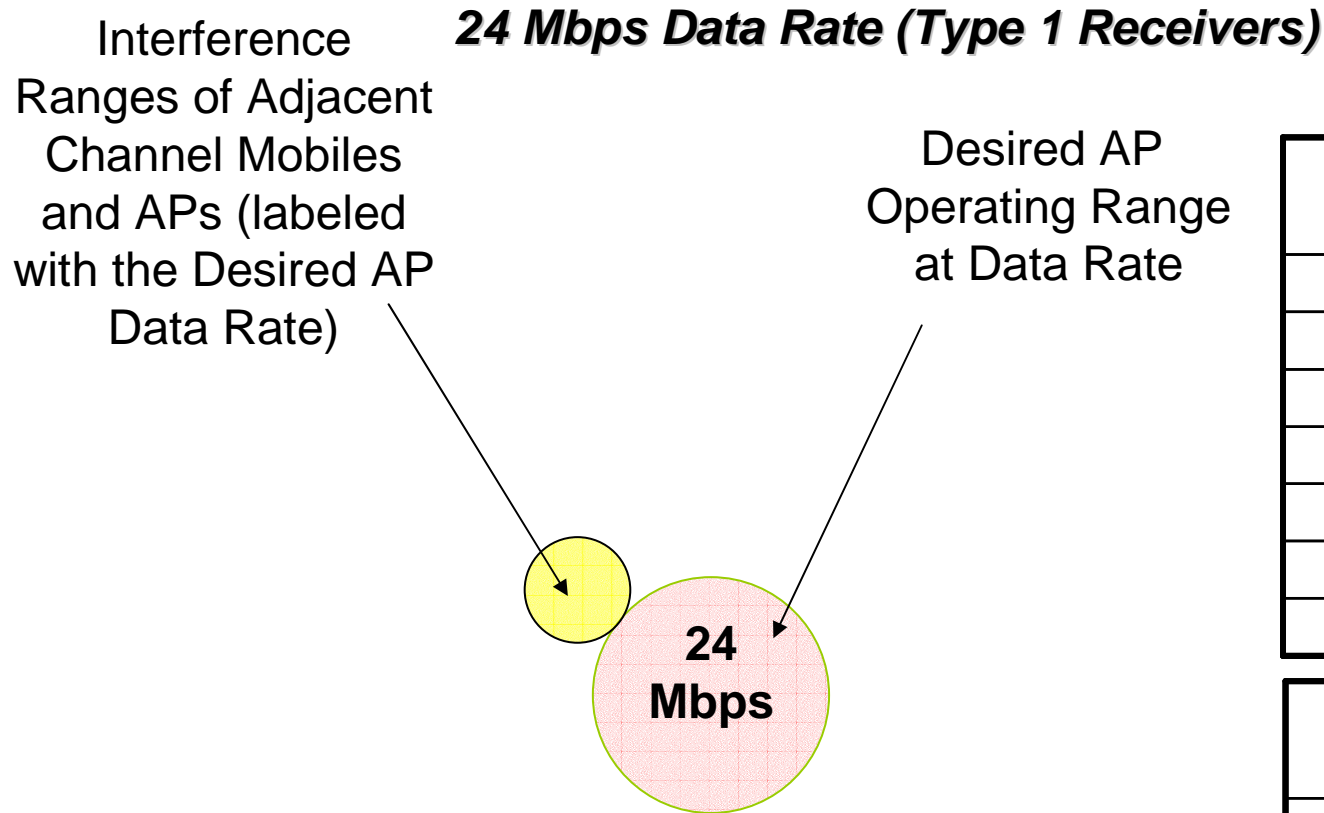 24 Mbps Data Rate (Type 1 Receivers)
Interference
Ranges of Adjacent
Channel Mobiles
and APs (labeled
with the Desired AP
Data Rate)
Desired AP
Operating Range
at Data Rate
24
Mbps